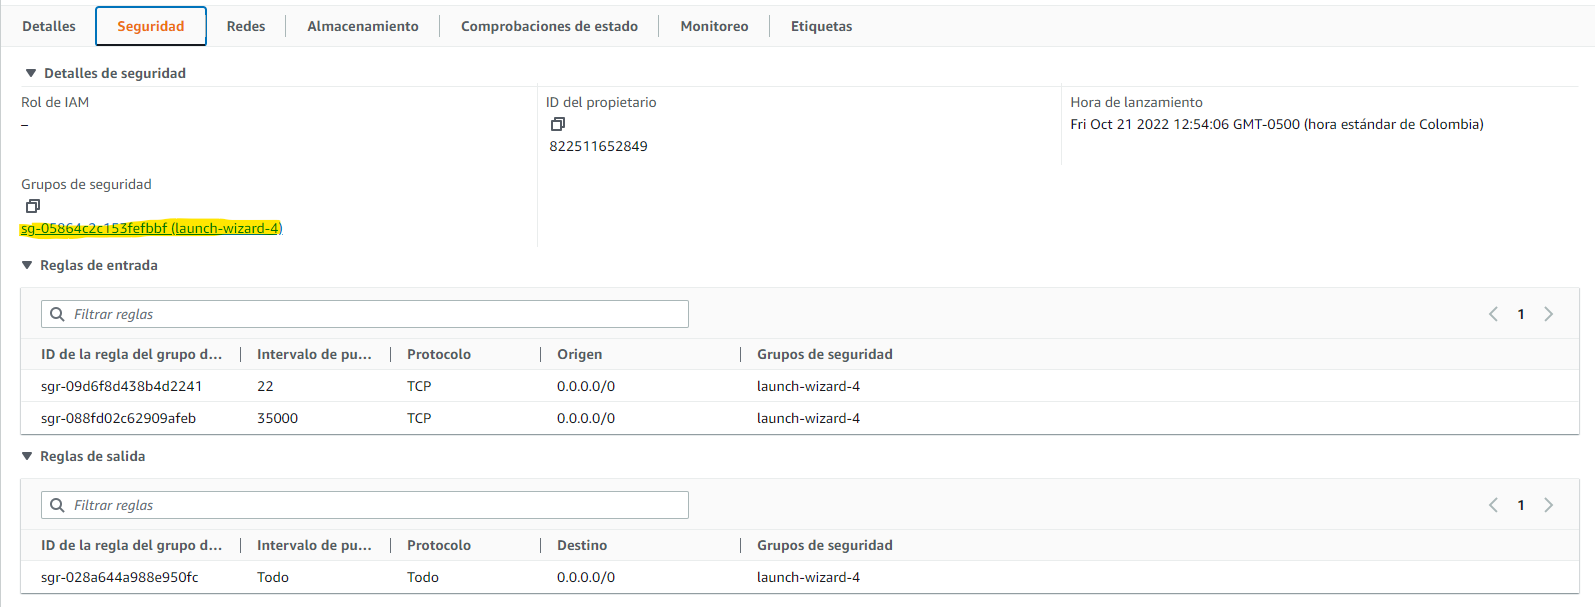 Detalles Seguridad Redes Almacenamiento Comprobaciones de estado Monitoreo Etiquetas
Detalles de seguridad
Rol de IAM
–
ID del propietario
822511652849
Hora de lanzamiento
Fri Oct 21 2022 12:54:06 GMT-0500 (hora estándar de Colombia)
Grupos de seguridad
sg-05864c2c153fefbbf (launch-wizard-4)
Reglas de entrada
Filtrar reglas
1
ID de la regla del grupo d... Intervalo de pu... Protocolo Origen Grupos de seguridad
sgr-09d6f8d438b4d2241 22 TCP 0.0.0.0/0 launch-wizard-4
sgr-088fd02c62909afeb 35000 TCP 0.0.0.0/0 launch-wizard-4
Reglas de salida
Filtrar reglas
1
ID de la regla del grupo d... Intervalo de pu... Protocolo Destino Grupos de seguridad
sgr-028a644a988e950fc Todo Todo 0.0.0.0/0 launch-wizard-4